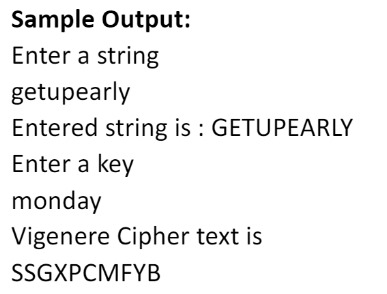 Sample Output:
Enter a string
getupearly
Entered string is : GETUPEARLY
Enter a key
monday
Vigenere Cipher text is
SSGXPCMFYB